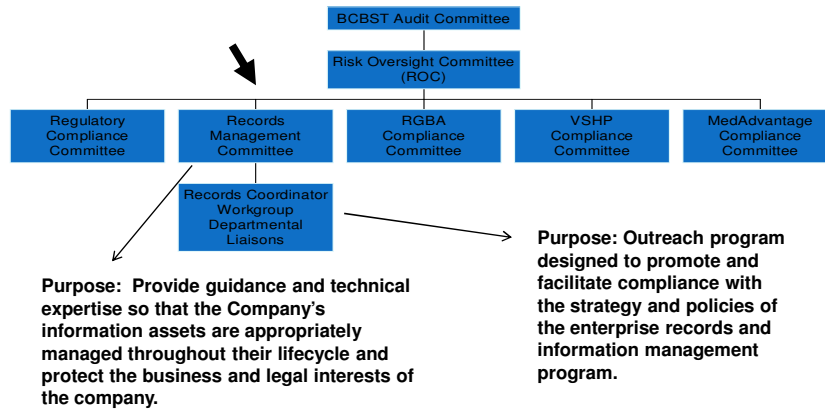 BCBST Audit Committee
Risk Oversight Committee
(ROC)
Regulatory
Compliance
Committee
Records
Management
Committee
RGBA
Compliance
Committee
VSHP
Compliance
Committee
MedAdvantage
Compliance
Committee
Records Coordinator
Workgroup
Departmental
Liaisons
Purpose: Provide guidance and technical
expertise so that the Company’s
information assets are appropriately
managed throughout their lifecycle and
protect the business and legal interests of
the company.
Purpose: Outreach program
designed to promote and
facilitate compliance with
the strategy and policies of
the enterprise records and
information management
program.